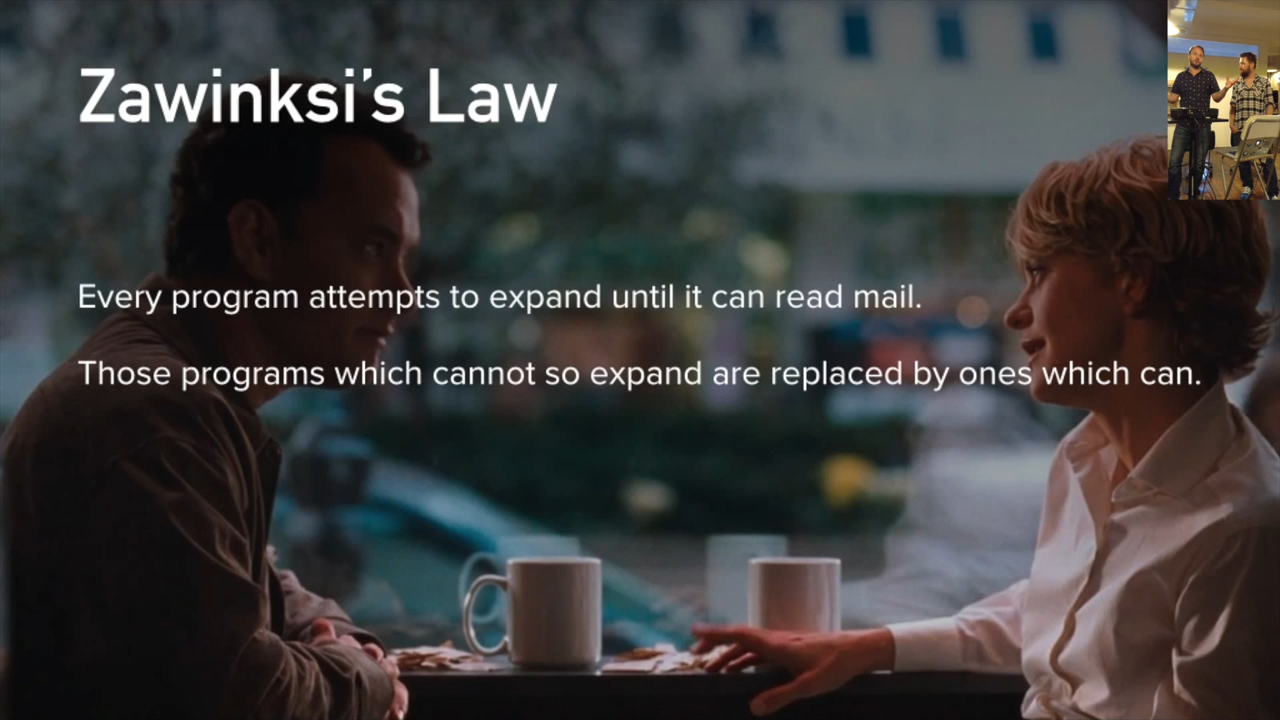 Zawinksi’s Law
Every program attempts to expand until it can read mail.
Those programs which cannot so expand are replaced by ones which can.